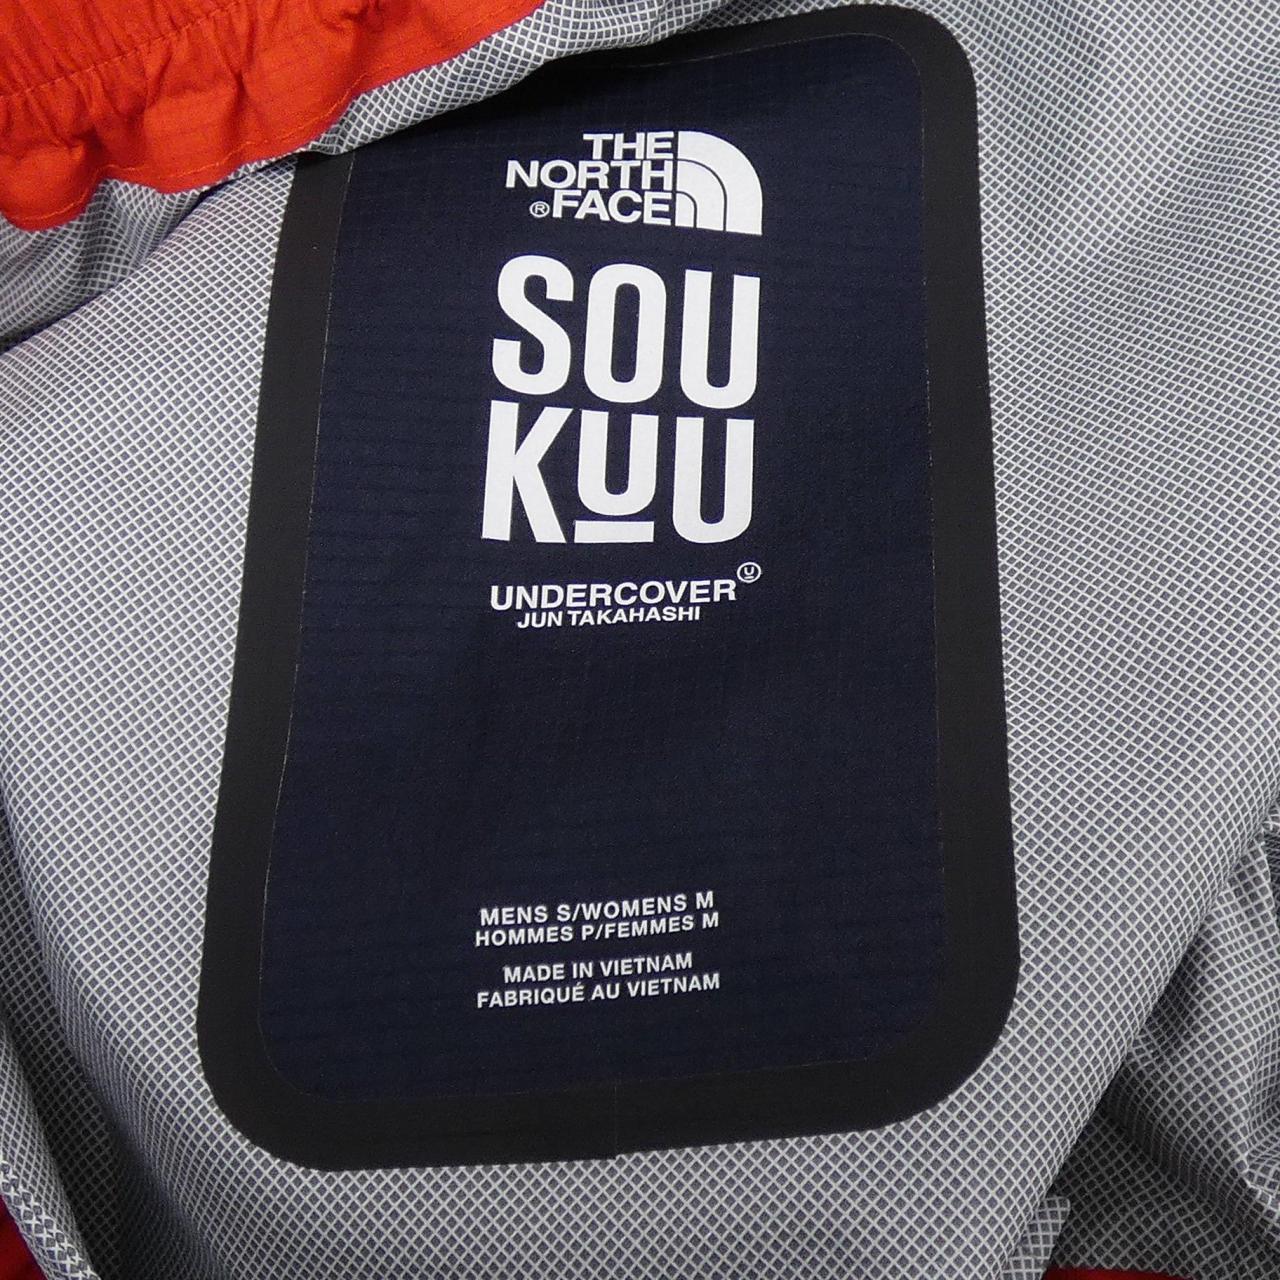 THE
NORTH
®FACE
SOU
KUU
UNDERCOVER Ⓤ
JUN TAKAHASHI
MENS S/WOMENS M
HOMMES P/FEMMES M
MADE IN VIETNAM
FABRIQUÉ AU VIETNAM